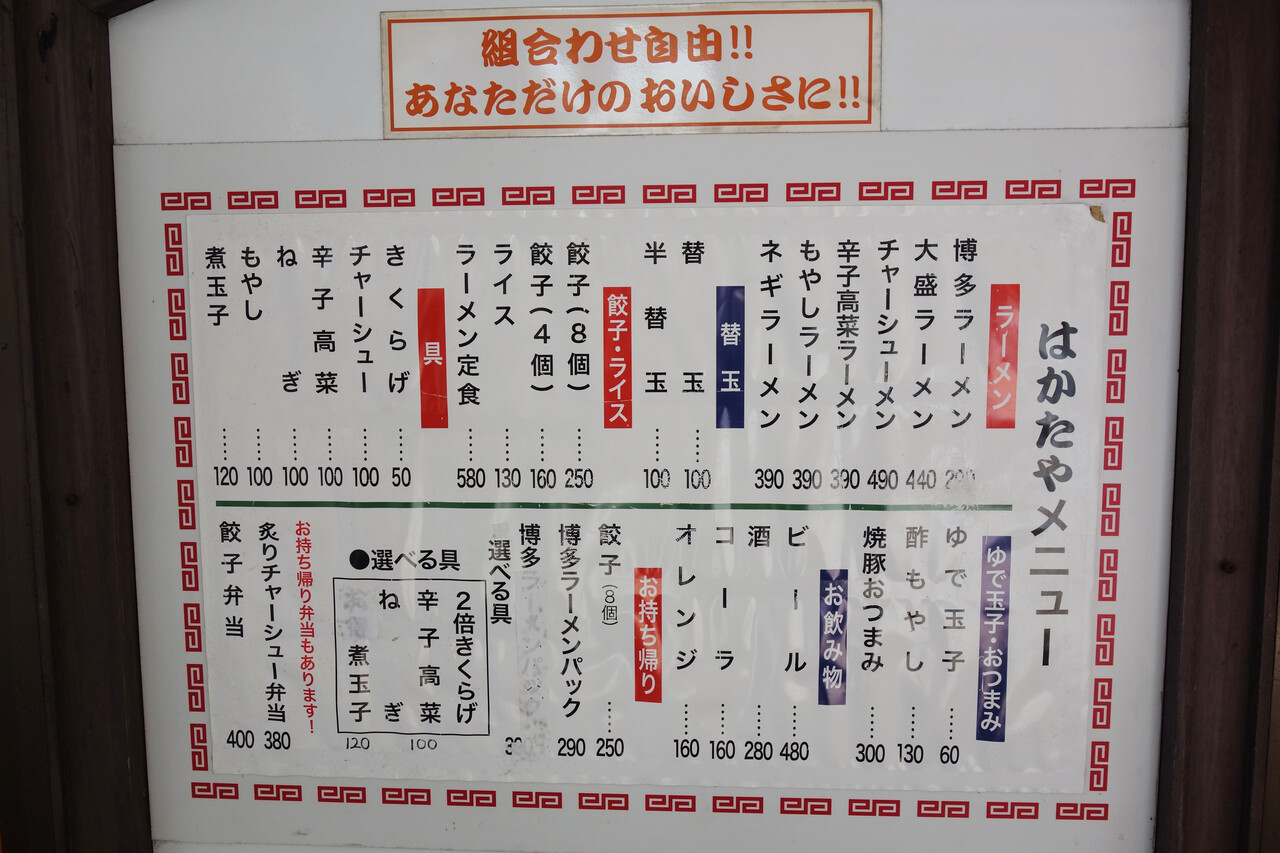 組合わせ自由!!
あなただけのおいしさに!!
はかたやメニュー
ラーメン
博多ラーメン 290
大盛ラーメン……440
チャーシューメン 490
辛子高菜ラーメン 390
もやしラーメン 390
ネギラーメン 390
替玉
替玉……100
半替玉……100
餃子・ライス
餃子(8個)……250
餃子(4個)……160
ライス……130
ラーメン定食……580
具
きくらげ……50
チャーシュー……100
辛子高菜……100
ねぎ……100
もやし……100
煮玉子……120
ゆで玉子・おつまみ
ゆで玉子……60
酢もやし……130
焼豚おつまみ……300
お飲み物
ビール……480
酒……280
コーラ……160
オレンジ……160
お持ち帰り
餃子(8個)……250
博多ラーメンパック 290
博多ラーメンパック
選べる具
●選べる具
2倍きくらげ
辛子高菜 100
ねぎ
煮玉子 120
お持ち帰り弁当もあります!
炙りチャーシュー弁当 380
餃子弁当 400